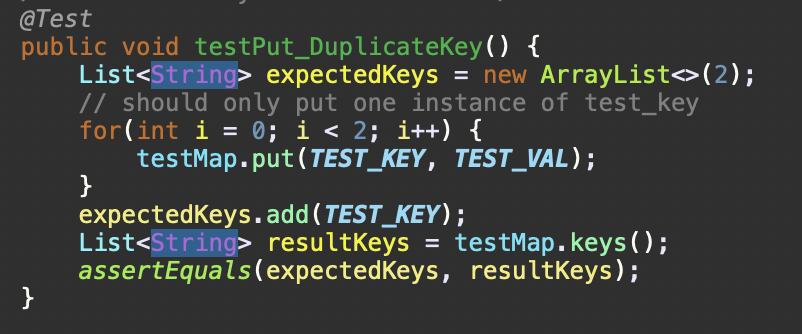 @Test
public void testPut_DuplicateKey() {
    List<String> expectedKeys = new ArrayList<>(2);
    // should only put one instance of test_key
    for(int i = 0; i < 2; i++) {
        testMap.put(TEST_KEY, TEST_VAL);
    }
    expectedKeys.add(TEST_KEY);
    List<String> resultKeys = testMap.keys();
    assertEquals(expectedKeys, resultKeys);
}